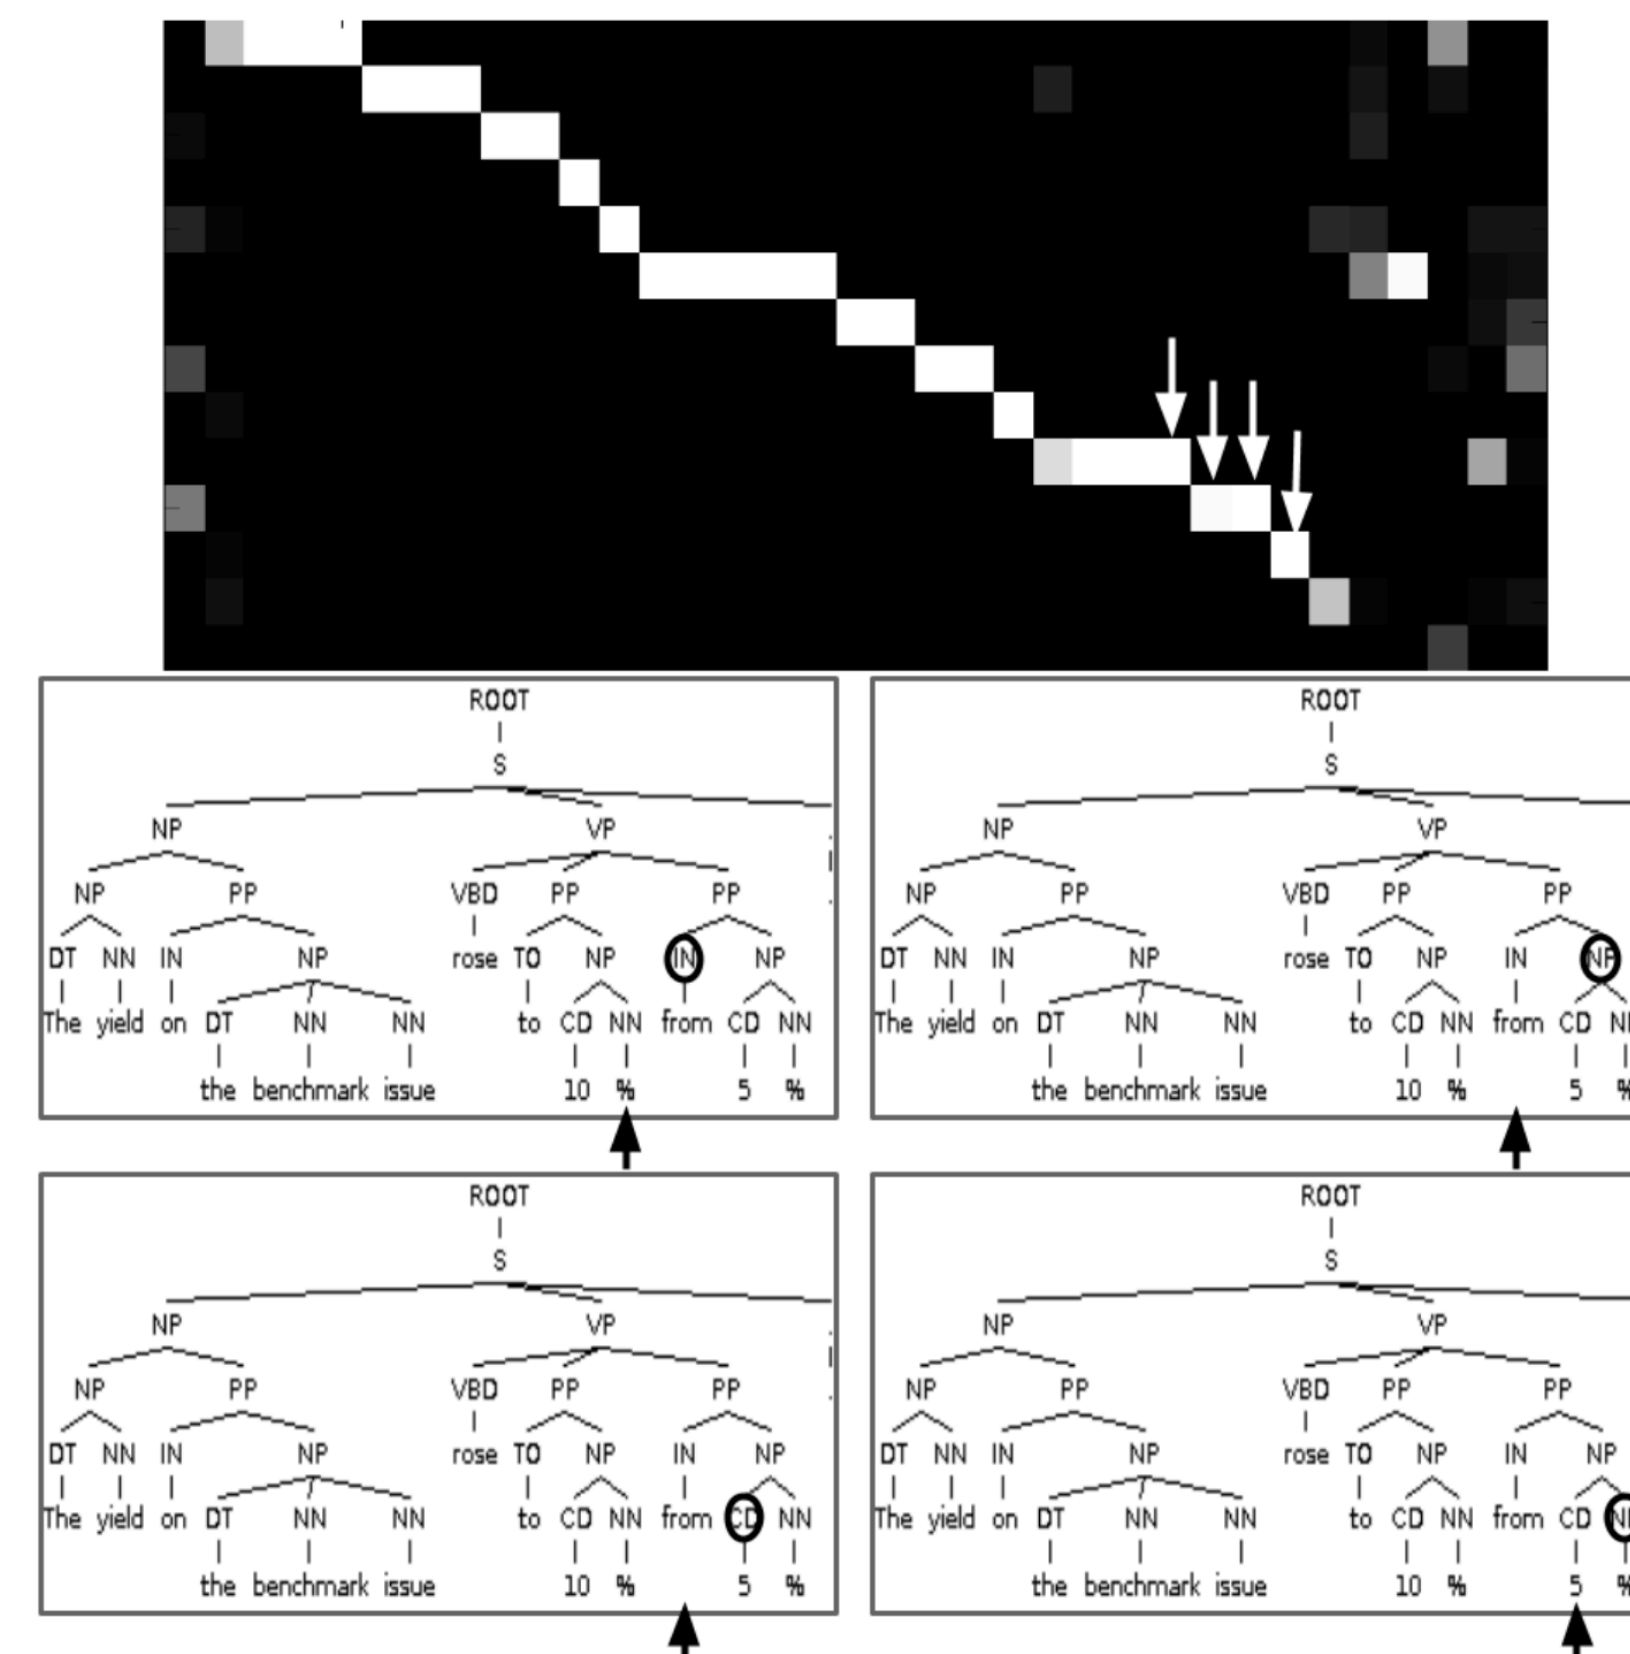 ROOT
S
NP VP .
NP PP VBD PP PP .
DT NN IN NP rose TO NP IN NP
The yield on DT NN NN to CD NN from CD NN
the benchmark issue 10 % 5 %
ROOT
S
NP VP
NP PP VBD PP PP
DT NN IN NP rose TO NP IN NP
The yield on DT NN NN to CD NN from CD
the benchmark issue 10 % 5 %
ROOT
S
NP VP .
NP PP VBD PP PP .
DT NN IN NP rose TO NP IN NP
The yield on DT NN NN to CD NN from CD NN
the benchmark issue 10 % 5 %
ROOT
S
NP VP
NP PP VBD PP PP
DT NN IN NP rose TO NP IN NP
The yield on DT NN NN to CD NN from CD
the benchmark issue 10 % 5 %